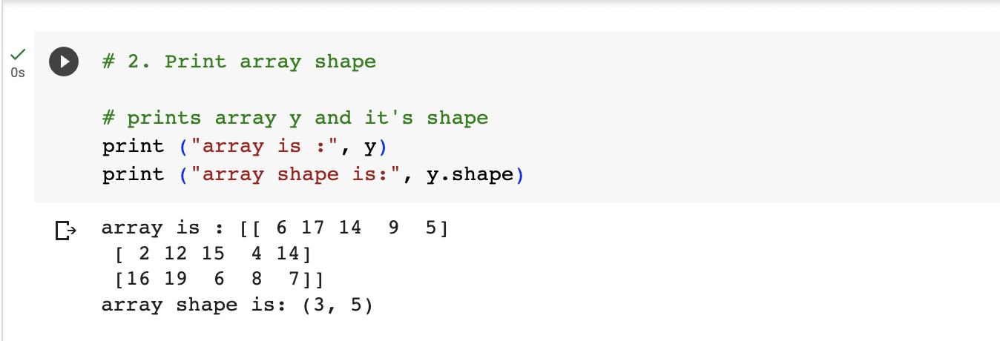 0s
# 2. Print array shape
# prints array y and it's shape
print ("array is :", y)
print ("array shape is:", y.shape)
array is : [[ 6 17 14  9  5]
 [ 2 12 15  4 14]
 [16 19  6  8  7]]
array shape is: (3, 5)